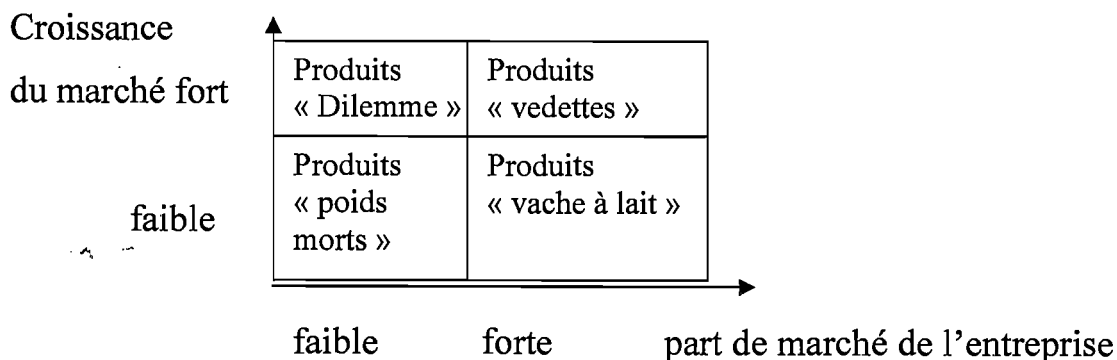 Croissance
du marché fort
Produits
« Dilemme »
Produits
« vedettes »
faible
Produits
« poids
morts »
Produits
« vache à lait »
faible
forte
part de marché de l’entreprise